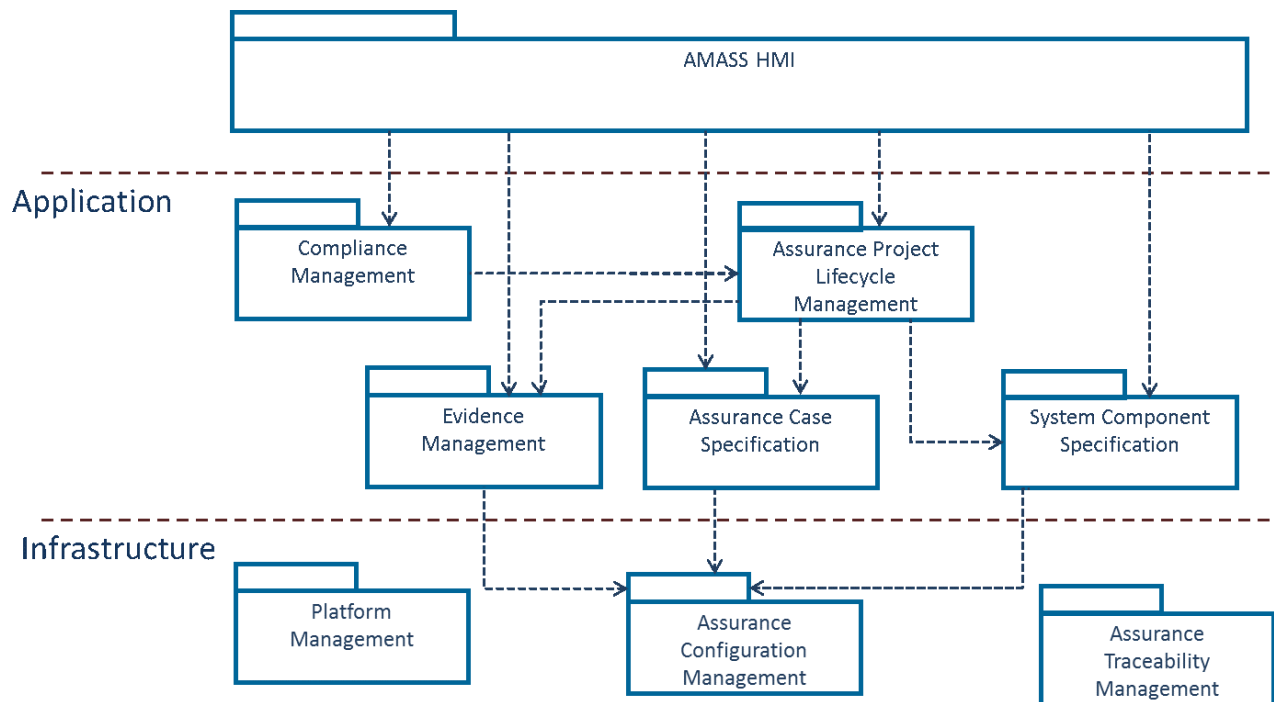 AMASS HMI
Application
Compliance
Management
Assurance Project
Lifecycle
Management
Evidence
Management
Assurance Case
Specification
System Component
Specification
Infrastructure
Platform
Management
Assurance
Configuration
Management
Assurance
Traceability
Management